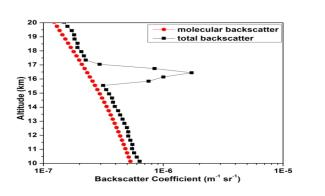 molecular backscatter
total backscatter
20
19
18
17
16
15
14
13
12
11
10
Altitude (km)
1E-7
1E-6
1E-5
Backscatter Coefficient (m⁻¹ sr⁻¹)